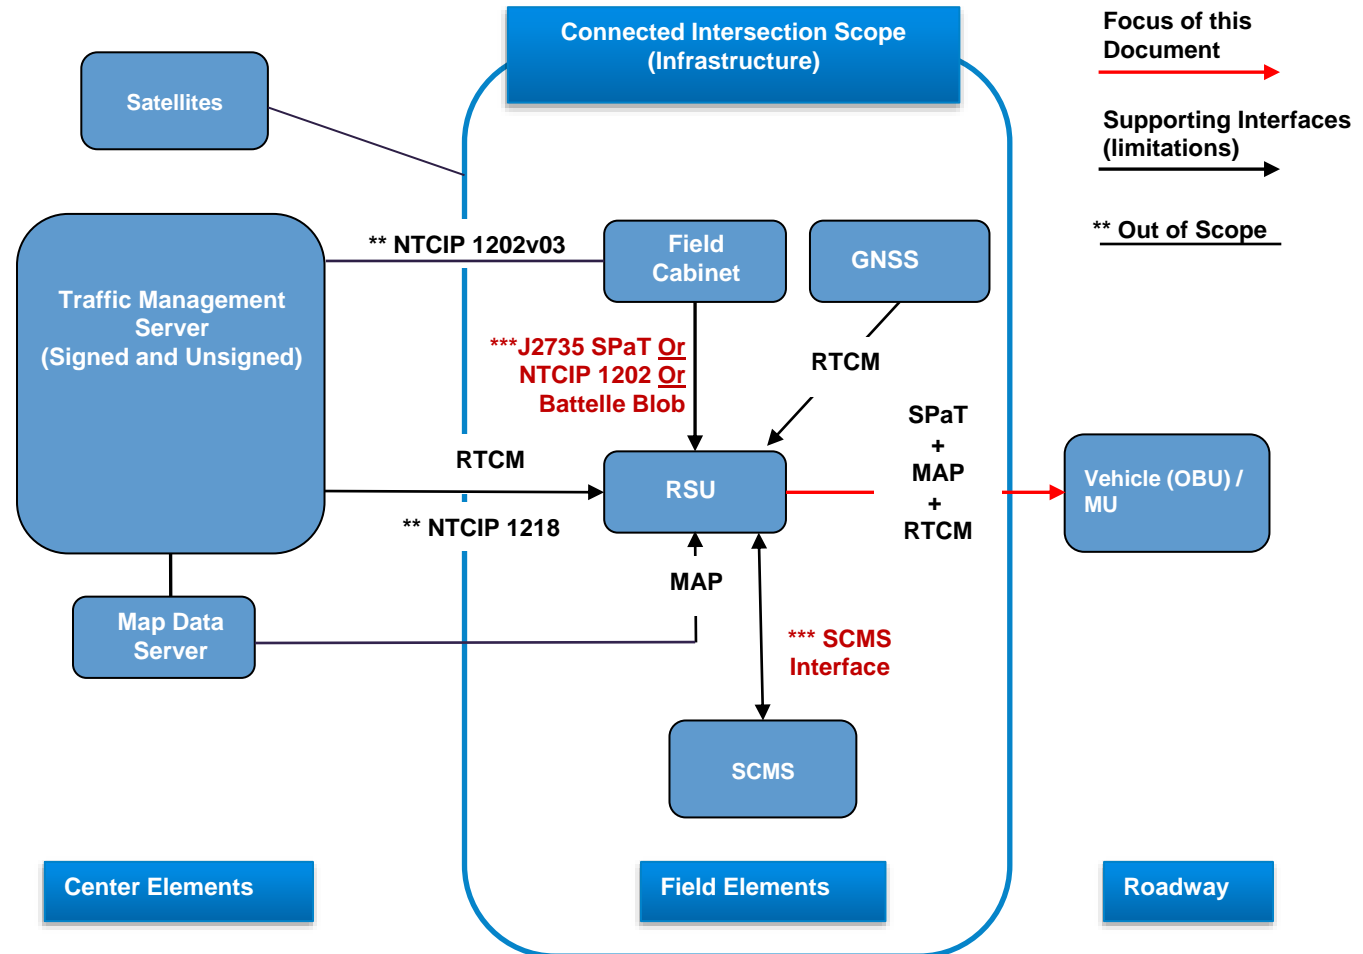 Connected Intersection Scope
(Infrastructure)
Focus of this
Document
Supporting Interfaces
(limitations)
** Out of Scope
Satellites
Traffic Management
Server
(Signed and Unsigned)
** NTCIP 1202v03
Field
Cabinet
GNSS
***J2735 SPaT Or
NTCIP 1202 Or
Battelle Blob
RTCM
RTCM
** NTCIP 1218
RSU
SPaT
+
MAP
+
RTCM
Vehicle (OBU) /
MU
MAP
Map Data
Server
*** SCMS
Interface
SCMS
Center Elements
Field Elements
Roadway